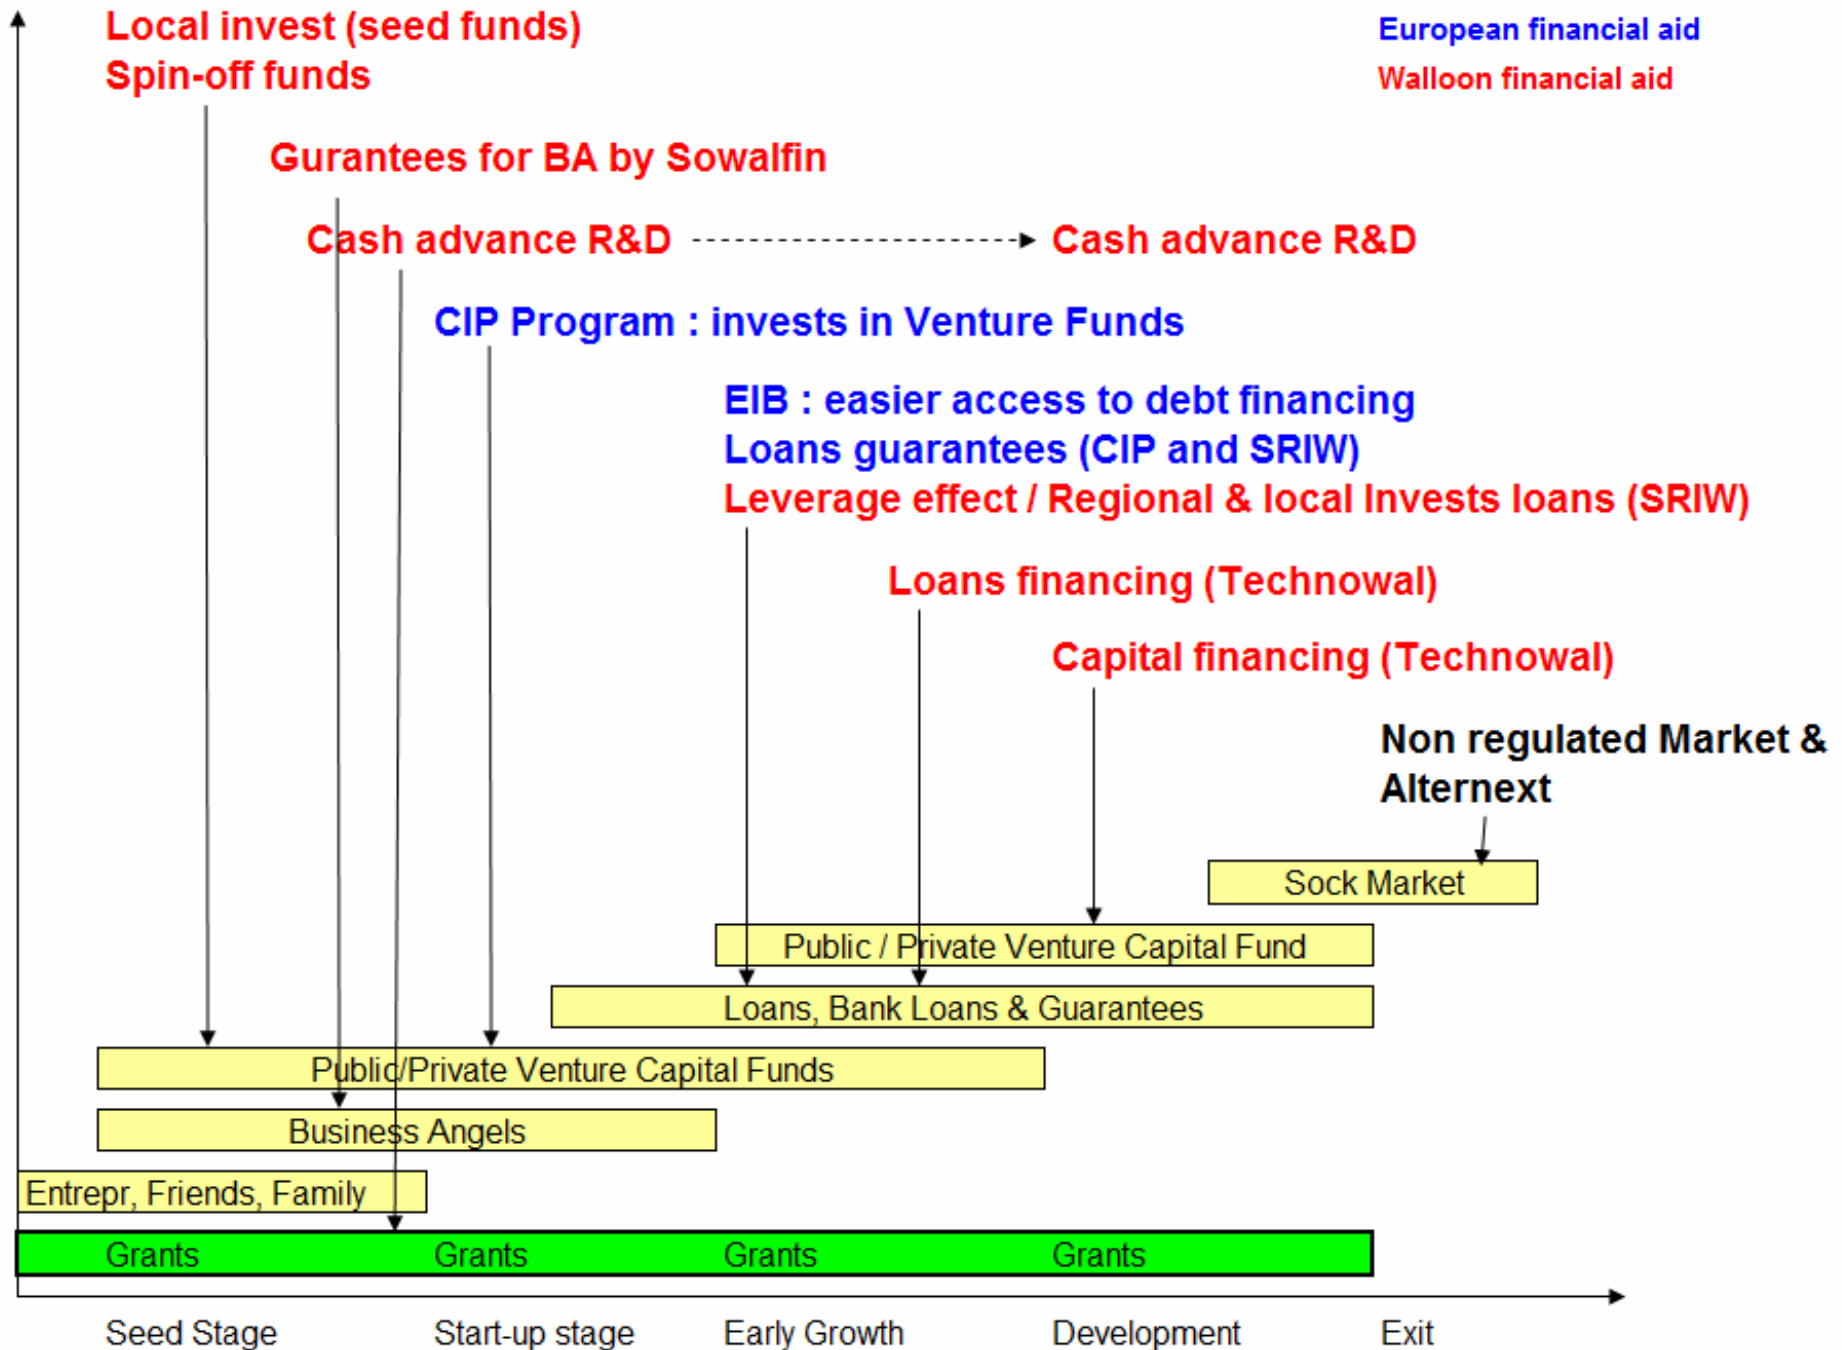 Local invest (seed funds)
Spin-off funds
European financial aid
Walloon financial aid
Gurantees for BA by Sowalfin
Cash advance R&D
Cash advance R&D
CIP Program : invests in Venture Funds
EIB : easier access to debt financing
Loans guarantees (CIP and SRIW)
Leverage effect / Regional & local Invests loans (SRIW)
Loans financing (Technowal)
Capital financing (Technowal)
Non regulated Market &
Alternext
Sock Market
Public / Private Venture Capital Fund
Loans, Bank Loans & Guarantees
Public/Private Venture Capital Funds
Business Angels
Entrepr, Friends, Family
Grants Grants Grants Grants
Seed Stage Start-up stage Early Growth Development Exit